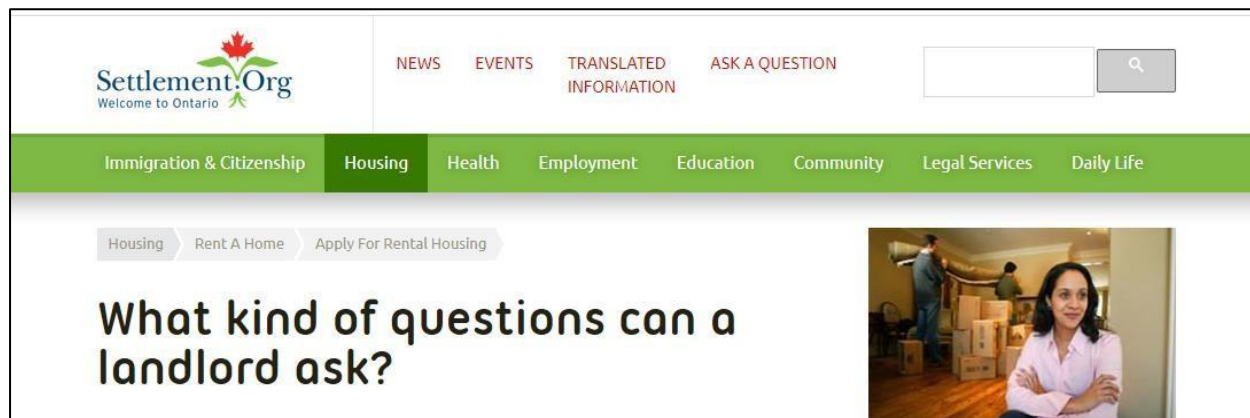 Settlement.Org
Welcome to Ontario
NEWS EVENTS TRANSLATED INFORMATION ASK A QUESTION
Immigration & Citizenship Housing Health Employment Education Community Legal Services Daily Life
Housing Rent A Home Apply For Rental Housing
What kind of questions can a
landlord ask?